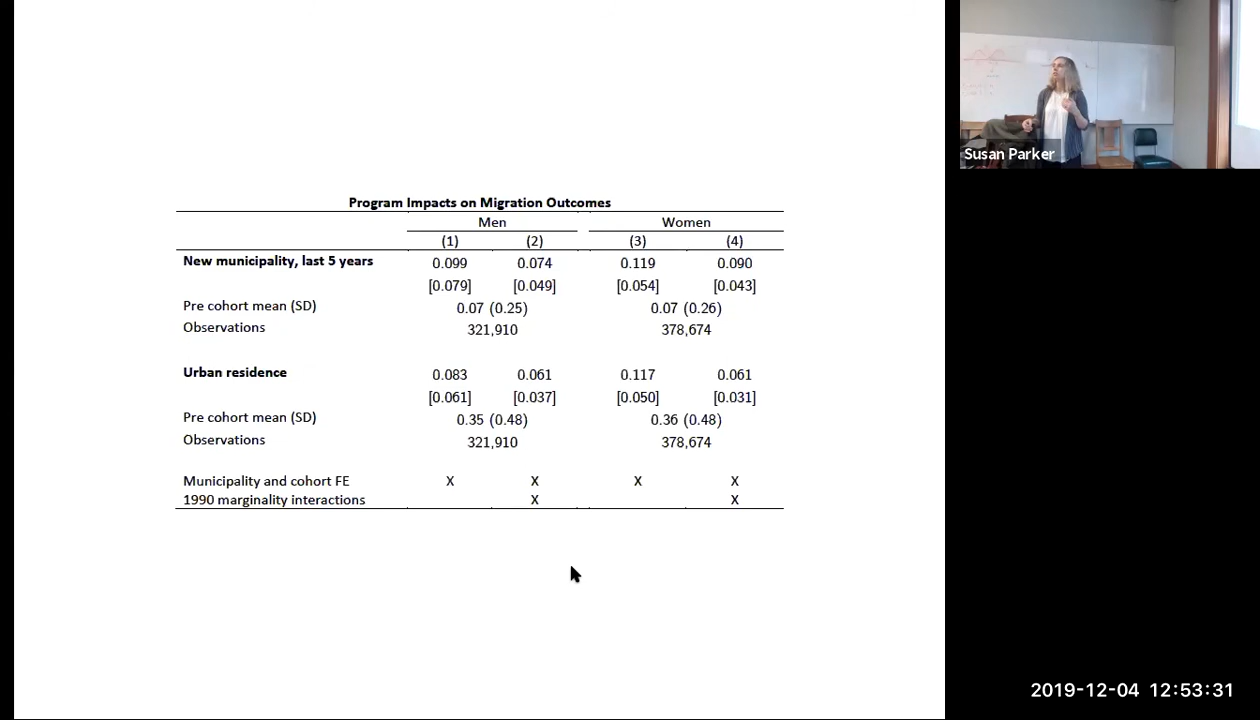 Program Impacts on Migration Outcomes
Men Women
(1) (2) (3) (4)
New municipality, last 5 years 0.099 0.074 0.119 0.090
[0.079] [0.049] [0.054] [0.043]
Pre cohort mean (SD) 0.07 (0.25) 0.07 (0.26)
Observations 321,910 378,674
Urban residence 0.083 0.061 0.117 0.061
[0.061] [0.037] [0.050] [0.031]
Pre cohort mean (SD) 0.35 (0.48) 0.36 (0.48)
Observations 321,910 378,674
Municipality and cohort FE X X X X
1990 marginality interactions X X
Susan Parker
2019-12-04 12:53:31